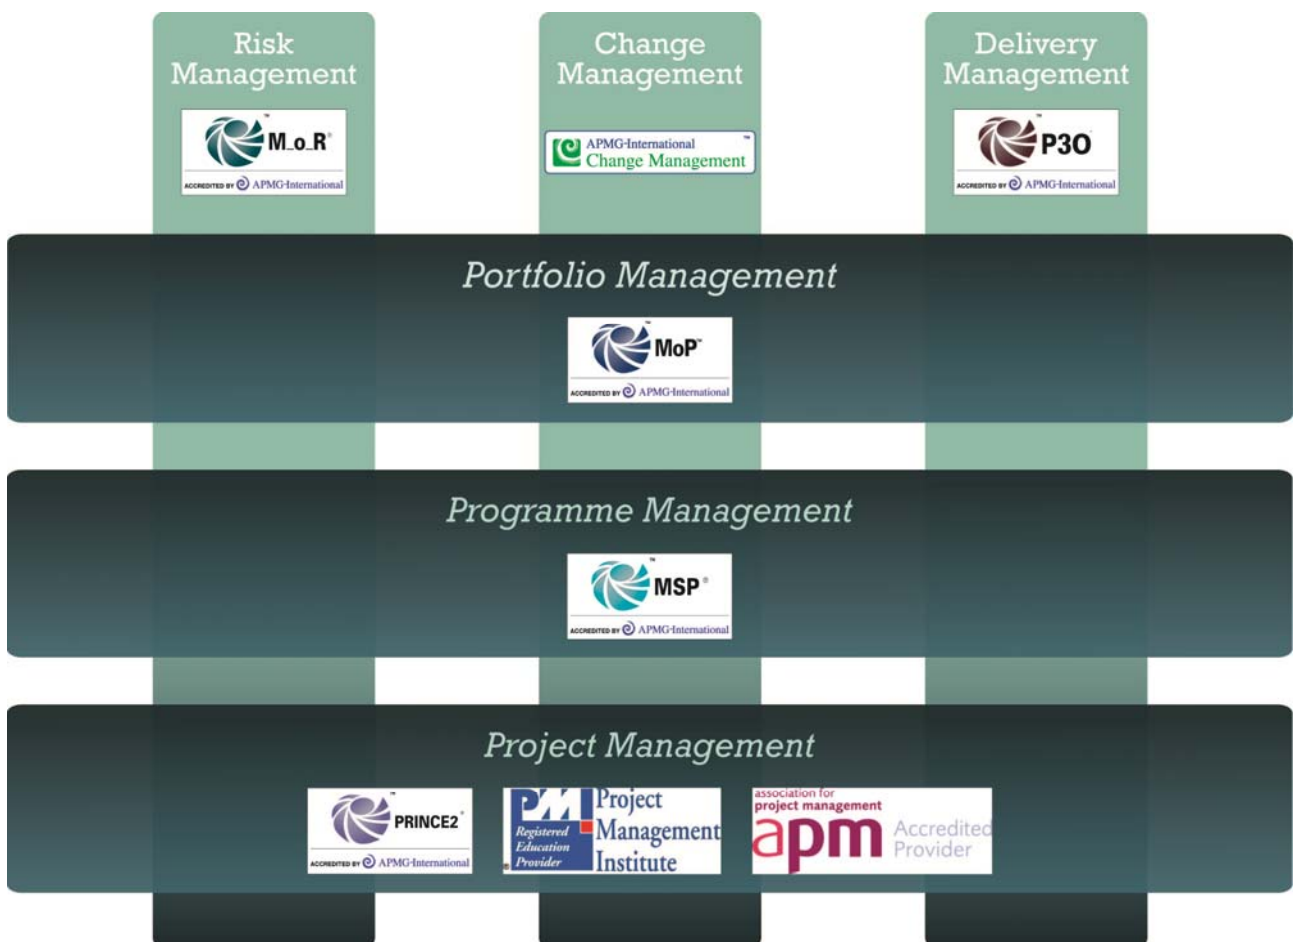 Risk
Management
Change
Management
Delivery
Management
M_o_R®
ACCREDITED BY APMG-International
APMG-International ™
Change Management
P3O
ACCREDITED BY APMG-International
Portfolio Management
MoP™
ACCREDITED BY APMG-International
Programme Management
MSP®
ACCREDITED BY APMG-International
Project Management
PRINCE2®
ACCREDITED BY APMG-International
PMI
Registered
Education
® Provider
Project
Management
Institute
association for
project management
apm
Accredited
Provider